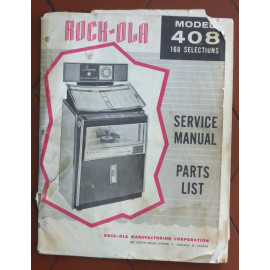 ROCK-OLA
MODEL
408
160 SELECTIONS
SERVICE
MANUAL
PARTS
LIST
ROCK-OLA MANUFACTURING CORPORATION